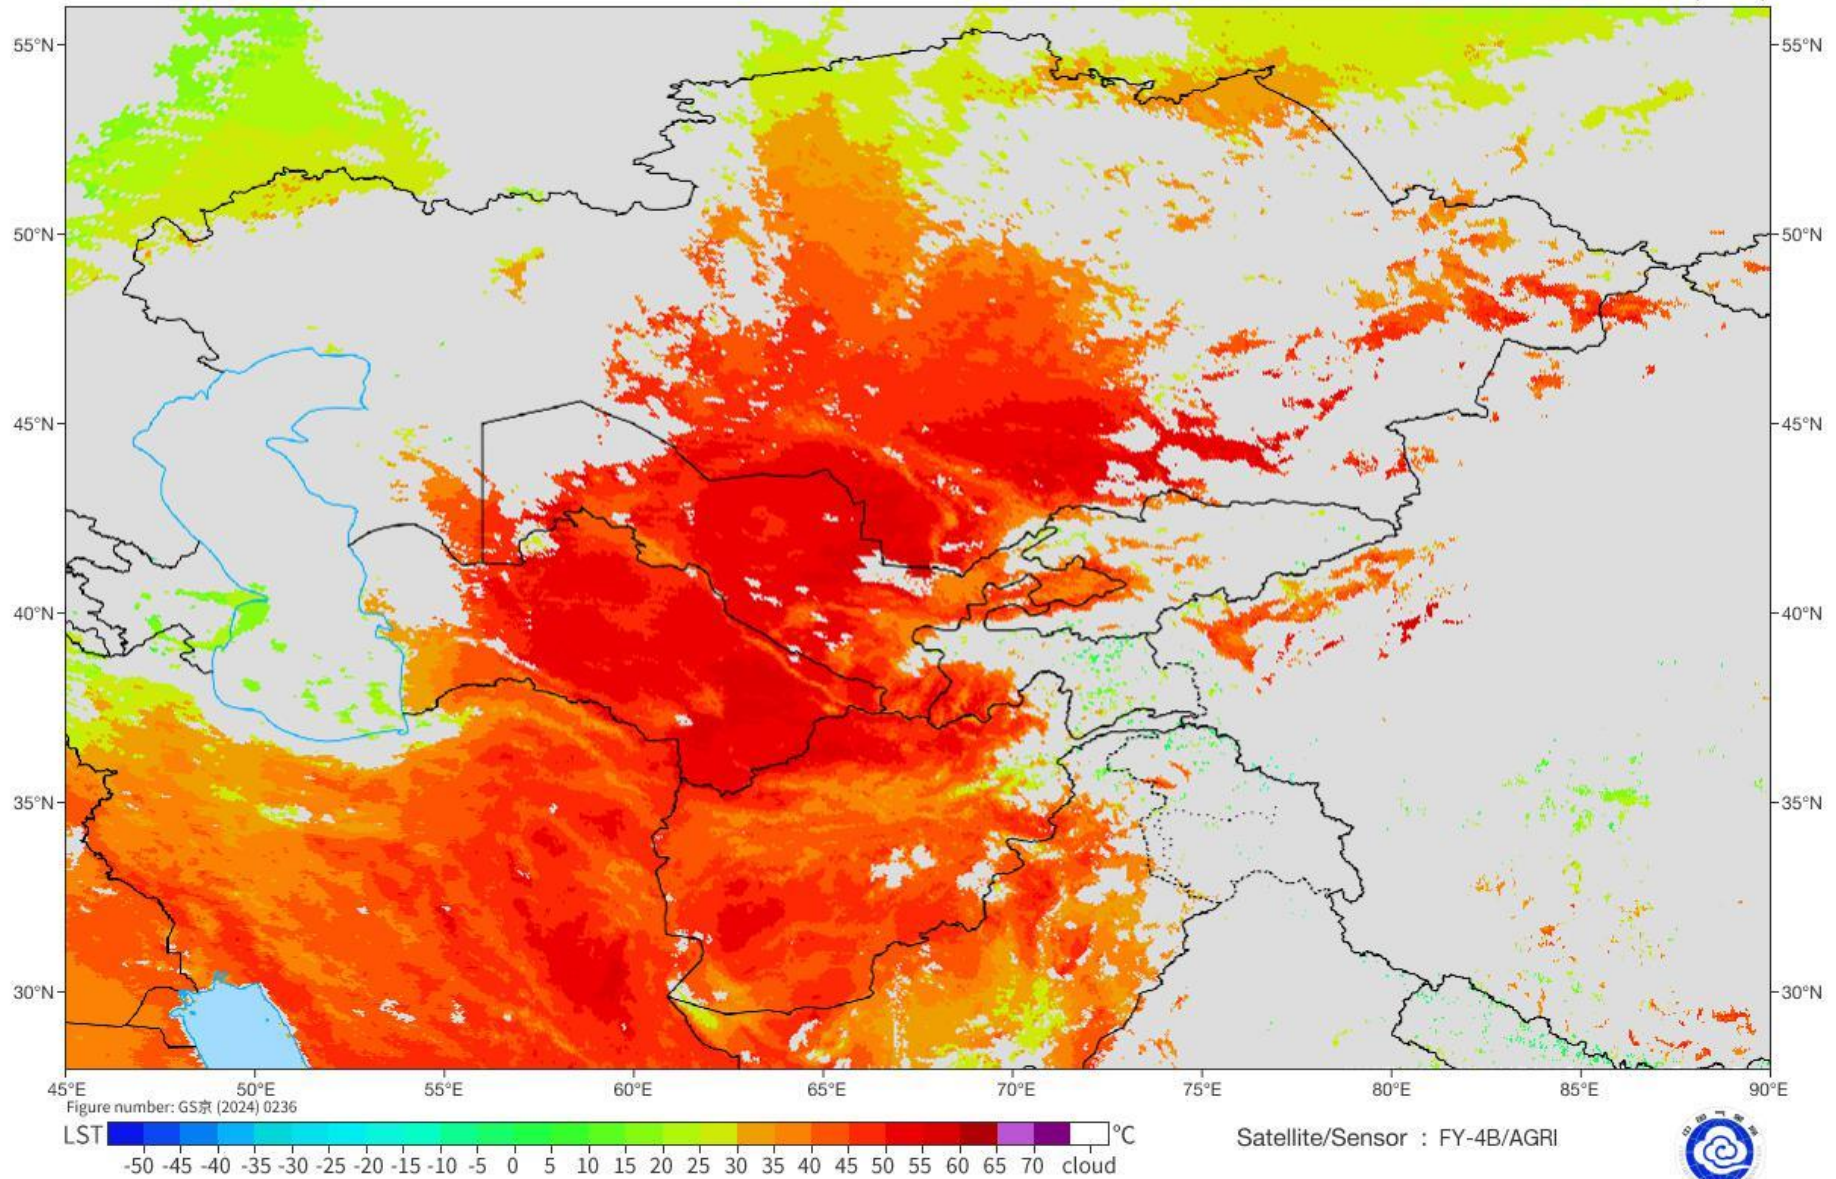 55°N
55°N
50°N
50°N
45°N
45°N
40°N
40°N
35°N
35°N
30°N
30°N
45°E 50°E 55°E 60°E 65°E 70°E 75°E 80°E 85°E 90°E
Figure number: GS京 (2024) 0236
LST °C
-50 -45 -40 -35 -30 -25 -20 -15 -10 -5 0 5 10 15 20 25 30 35 40 45 50 55 60 65 70 cloud
Satellite/Sensor : FY-4B/AGRI